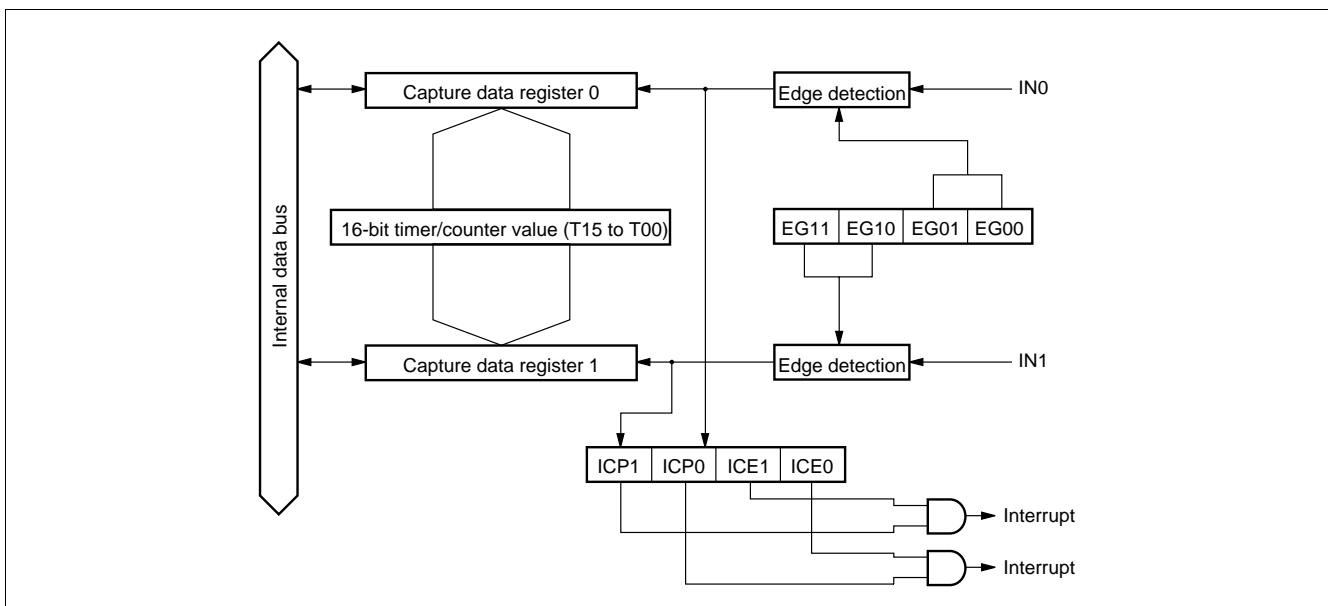 Capture data register 0
Edge detection
IN0
Internal data bus
16-bit timer/counter value (T15 to T00)
EG11 EG10 EG01 EG00
Capture data register 1
Edge detection
IN1
ICP1 ICP0 ICE1 ICE0
Interrupt
Interrupt